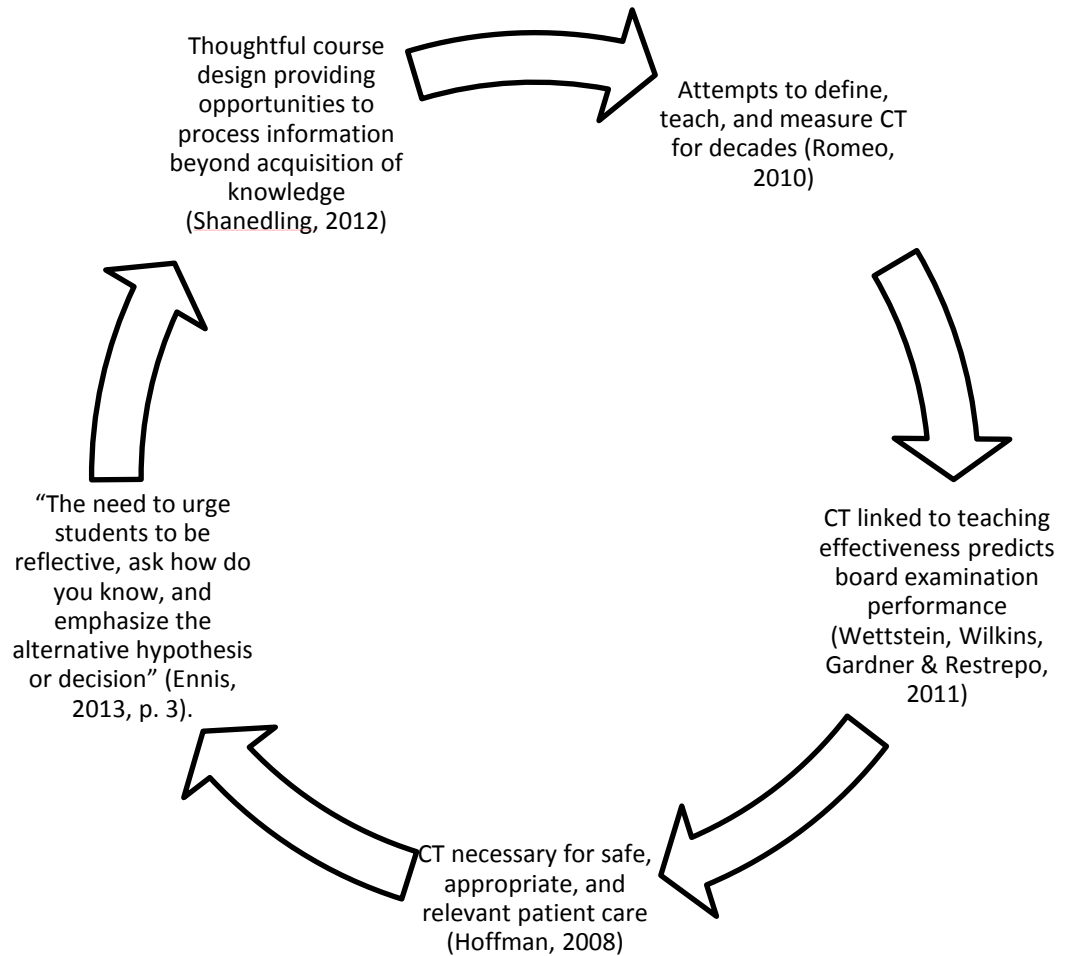 Thoughtful course
design providing
opportunities to
process information
beyond acquisition of
knowledge
(Shanedling, 2012)
Attempts to define,
teach, and measure CT
for decades (Romeo,
2010)
CT linked to teaching
effectiveness predicts
board examination
performance
(Wettstein, Wilkins,
Gardner & Restrepo,
2011)
CT necessary for safe,
appropriate, and
relevant patient care
(Hoffman, 2008)
“The need to urge
students to be
reflective, ask how do
you know, and
emphasize the
alternative hypothesis
or decision” (Ennis,
2013, p. 3).